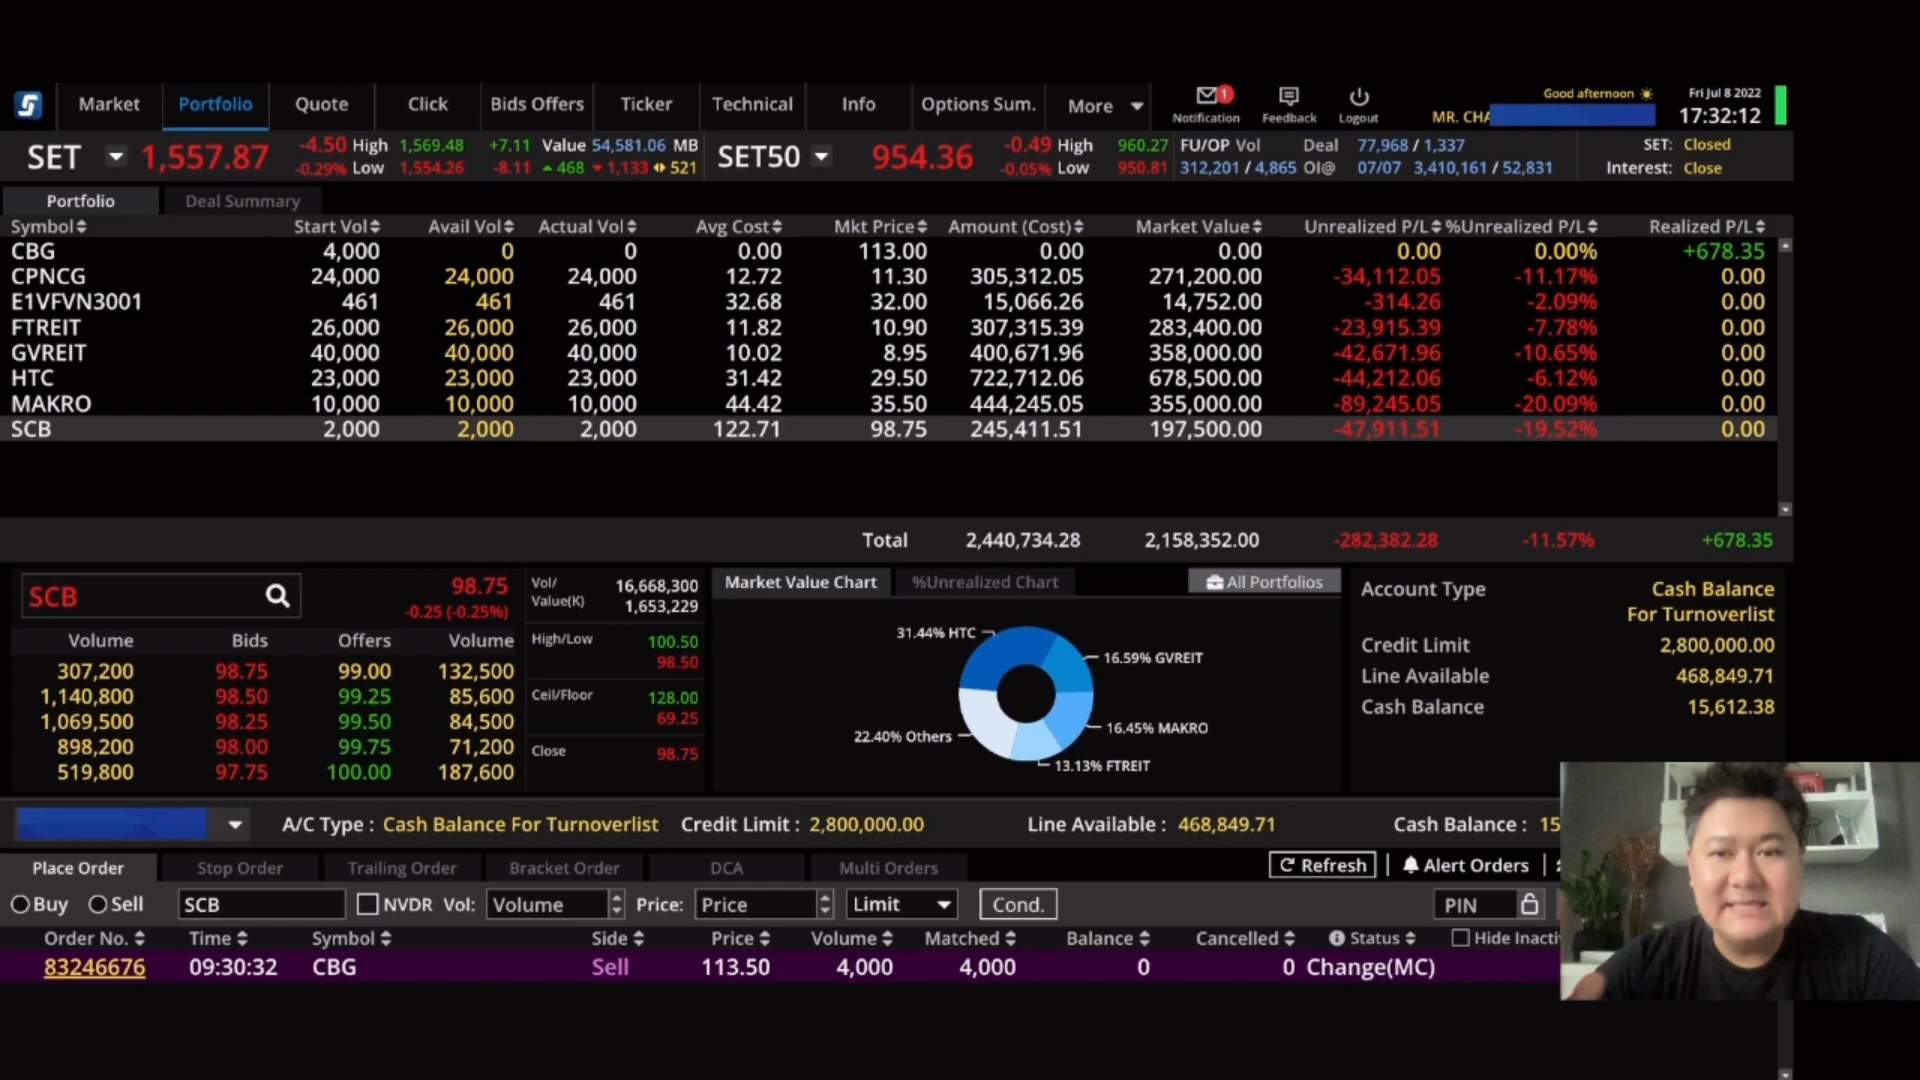 Market Portfolio Quote Click Bids Offers Ticker Technical Info Options Sum. More
1 Notification Feedback Logout
Good afternoon
MR. CHA
Fri Jul 8 2022
17:32:12
SET 1,557.87 -4.50 High 1,569.48 +7.11 Value 54,581.06 MB
-0.29% Low 1,554.26 -8.11 468 1,133 521
SET50 954.36 -0.49 High 960.27 FU/OP Vol Deal 77,968 / 1,337 SET: Closed
-0.05% Low 950.81 312,201 / 4,865 OI@ 07/07 3,410,161 / 52,831 Interest: Close
Portfolio Deal Summary
Symbol Start Vol Avail Vol Actual Vol Avg Cost Mkt Price Amount (Cost) Market Value Unrealized P/L %Unrealized P/L Realized P/L
CBG 4,000 0 0 0.00 113.00 0.00 0.00 0.00 0.00% +678.35
CPNCG 24,000 24,000 24,000 12.72 11.30 305,312.05 271,200.00 -34,112.05 -11.17% 0.00
E1VFVN3001 461 461 461 32.68 32.00 15,066.26 14,752.00 -314.26 -2.09% 0.00
FTREIT 26,000 26,000 26,000 11.82 10.90 307,315.39 283,400.00 -23,915.39 -7.78% 0.00
GVREIT 40,000 40,000 40,000 10.02 8.95 400,671.96 358,000.00 -42,671.96 -10.65% 0.00
HTC 23,000 23,000 23,000 31.42 29.50 722,712.06 678,500.00 -44,212.06 -6.12% 0.00
MAKRO 10,000 10,000 10,000 44.42 35.50 444,245.05 355,000.00 -89,245.05 -20.09% 0.00
SCB 2,000 2,000 2,000 122.71 98.75 245,411.51 197,500.00 -47,911.51 -19.52% 0.00
Total 2,440,734.28 2,158,352.00 -282,382.28 -11.57% +678.35
SCB 98.75
-0.25 (-0.25%)
Volume Bids Offers Volume
307,200 98.75 99.00 132,500
1,140,800 98.50 99.25 85,600
1,069,500 98.25 99.50 84,500
898,200 98.00 99.75 71,200
519,800 97.75 100.00 187,600
Vol/ 16,668,300
Value(K) 1,653,229
High/Low 100.50
98.50
Ceil/Floor 128.00
69.25
Close 98.75
Market Value Chart %Unrealized Chart All Portfolios
31.44% HTC
16.59% GVREIT
16.45% MAKRO
22.40% Others
13.13% FTREIT
Account Type Cash Balance
For Turnoverlist
Credit Limit 2,800,000.00
Line Available 468,849.71
Cash Balance 15,612.38
A/C Type : Cash Balance For Turnoverlist Credit Limit : 2,800,000.00 Line Available : 468,849.71 Cash Balance : 15
Place Order Stop Order Trailing Order Bracket Order DCA Multi Orders Refresh Alert Orders
Buy Sell SCB NVDR Vol: Volume Price: Price Limit Cond. PIN
Order No. Time Symbol Side Price Volume Matched Balance Cancelled Status Hide Inacti
83246676 09:30:32 CBG Sell 113.50 4,000 4,000 0 0 Change(MC)